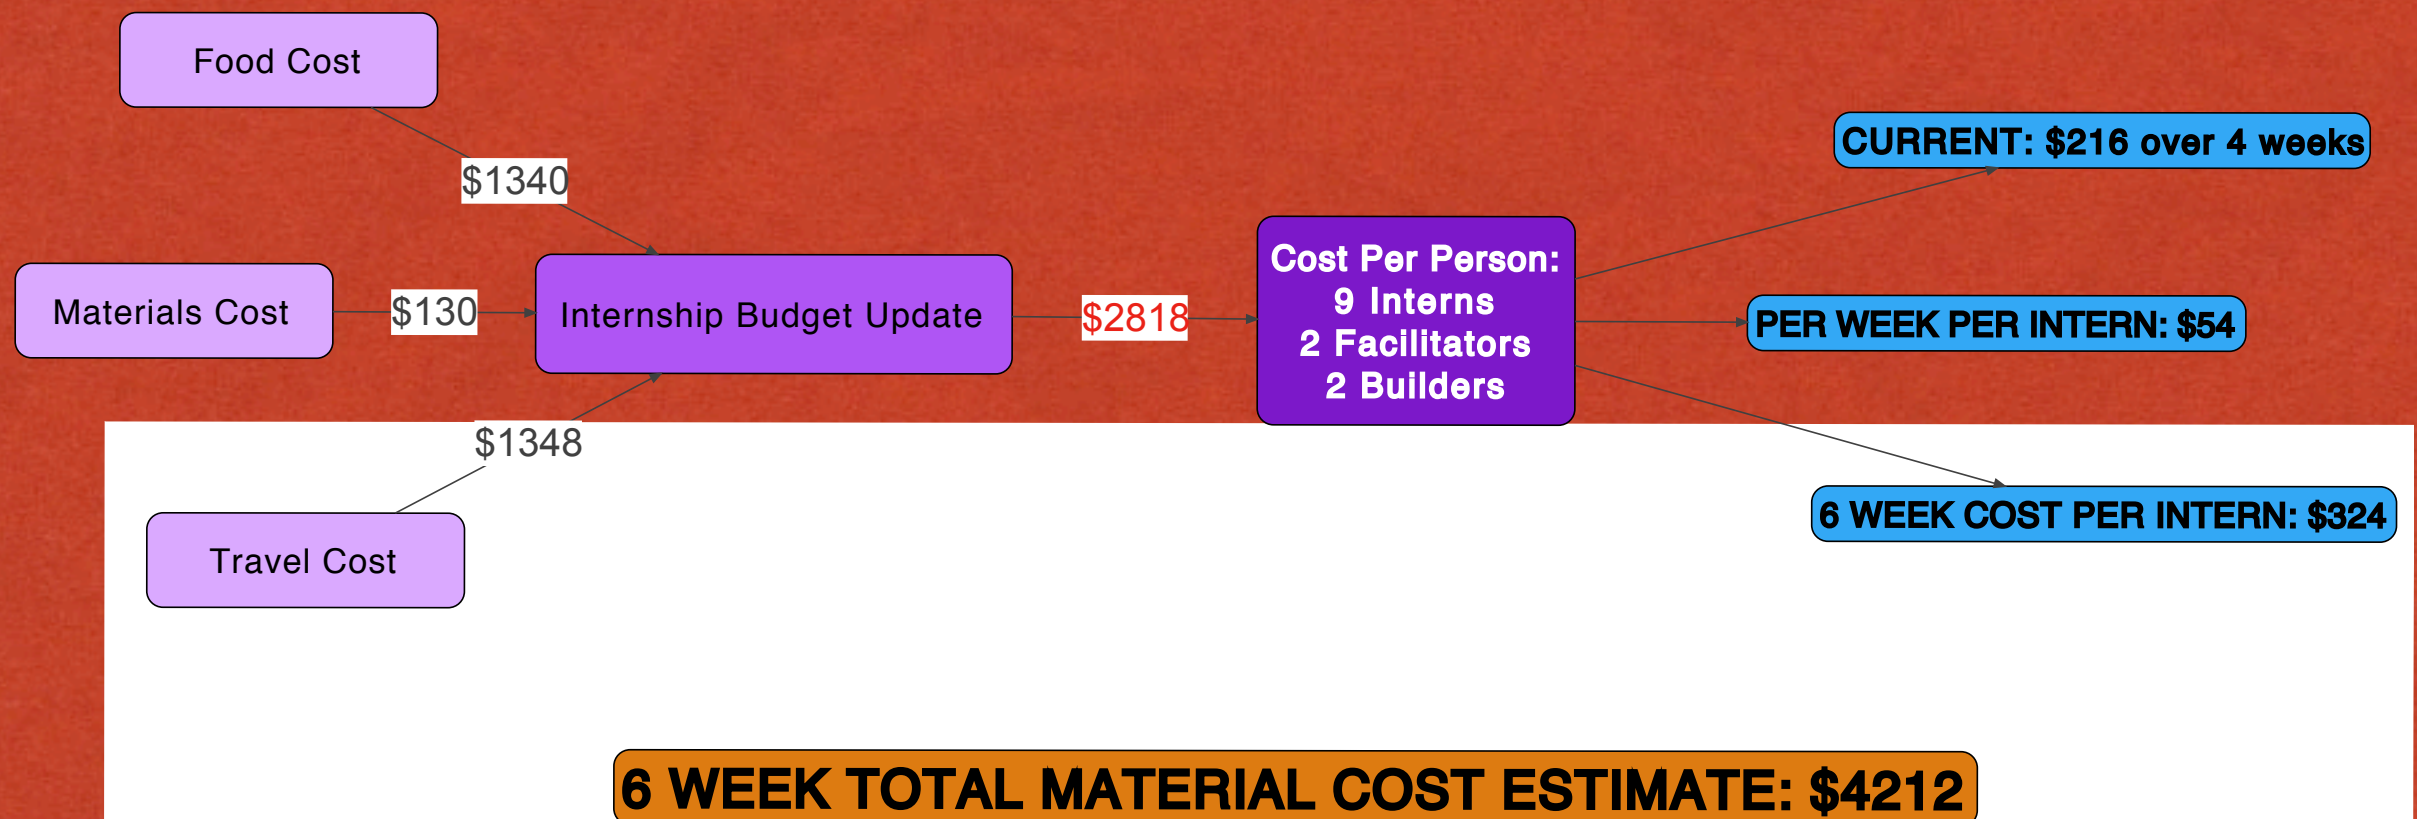 Food Cost
$1340
CURRENT: $216 over 4 weeks
Materials Cost
$130
Internship Budget Update
$2818
Cost Per Person:
9 Interns
2 Facilitators
2 Builders
PER WEEK PER INTERN: $54
$1348
Travel Cost
6 WEEK COST PER INTERN: $324
6 WEEK TOTAL MATERIAL COST ESTIMATE: $4212